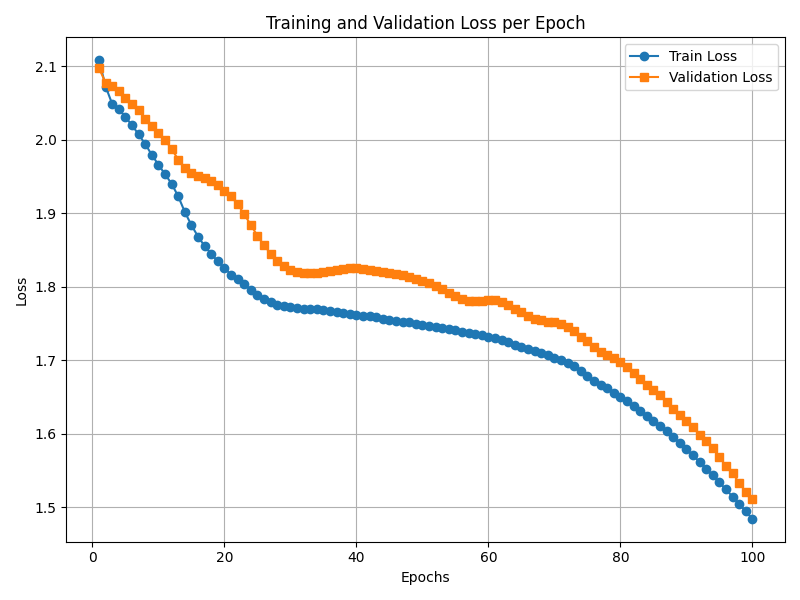 Training and Validation Loss per Epoch
Train Loss
Validation Loss
2.1
2.0
1.9
1.8
1.7
1.6
1.5
Loss
0 20 40 60 80 100
Epochs